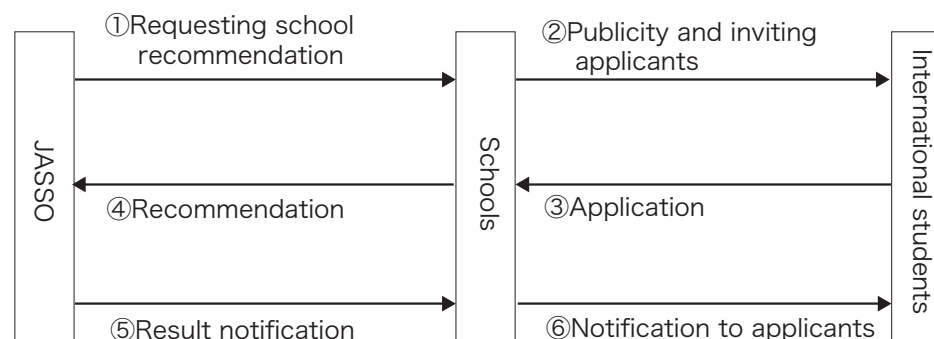 ①Requesting school
recommendation
②Publicity and inviting
applicants
JASSO
Schools
International students
④Recommendation
③Application
⑤Result notification
⑥Notification to applicants